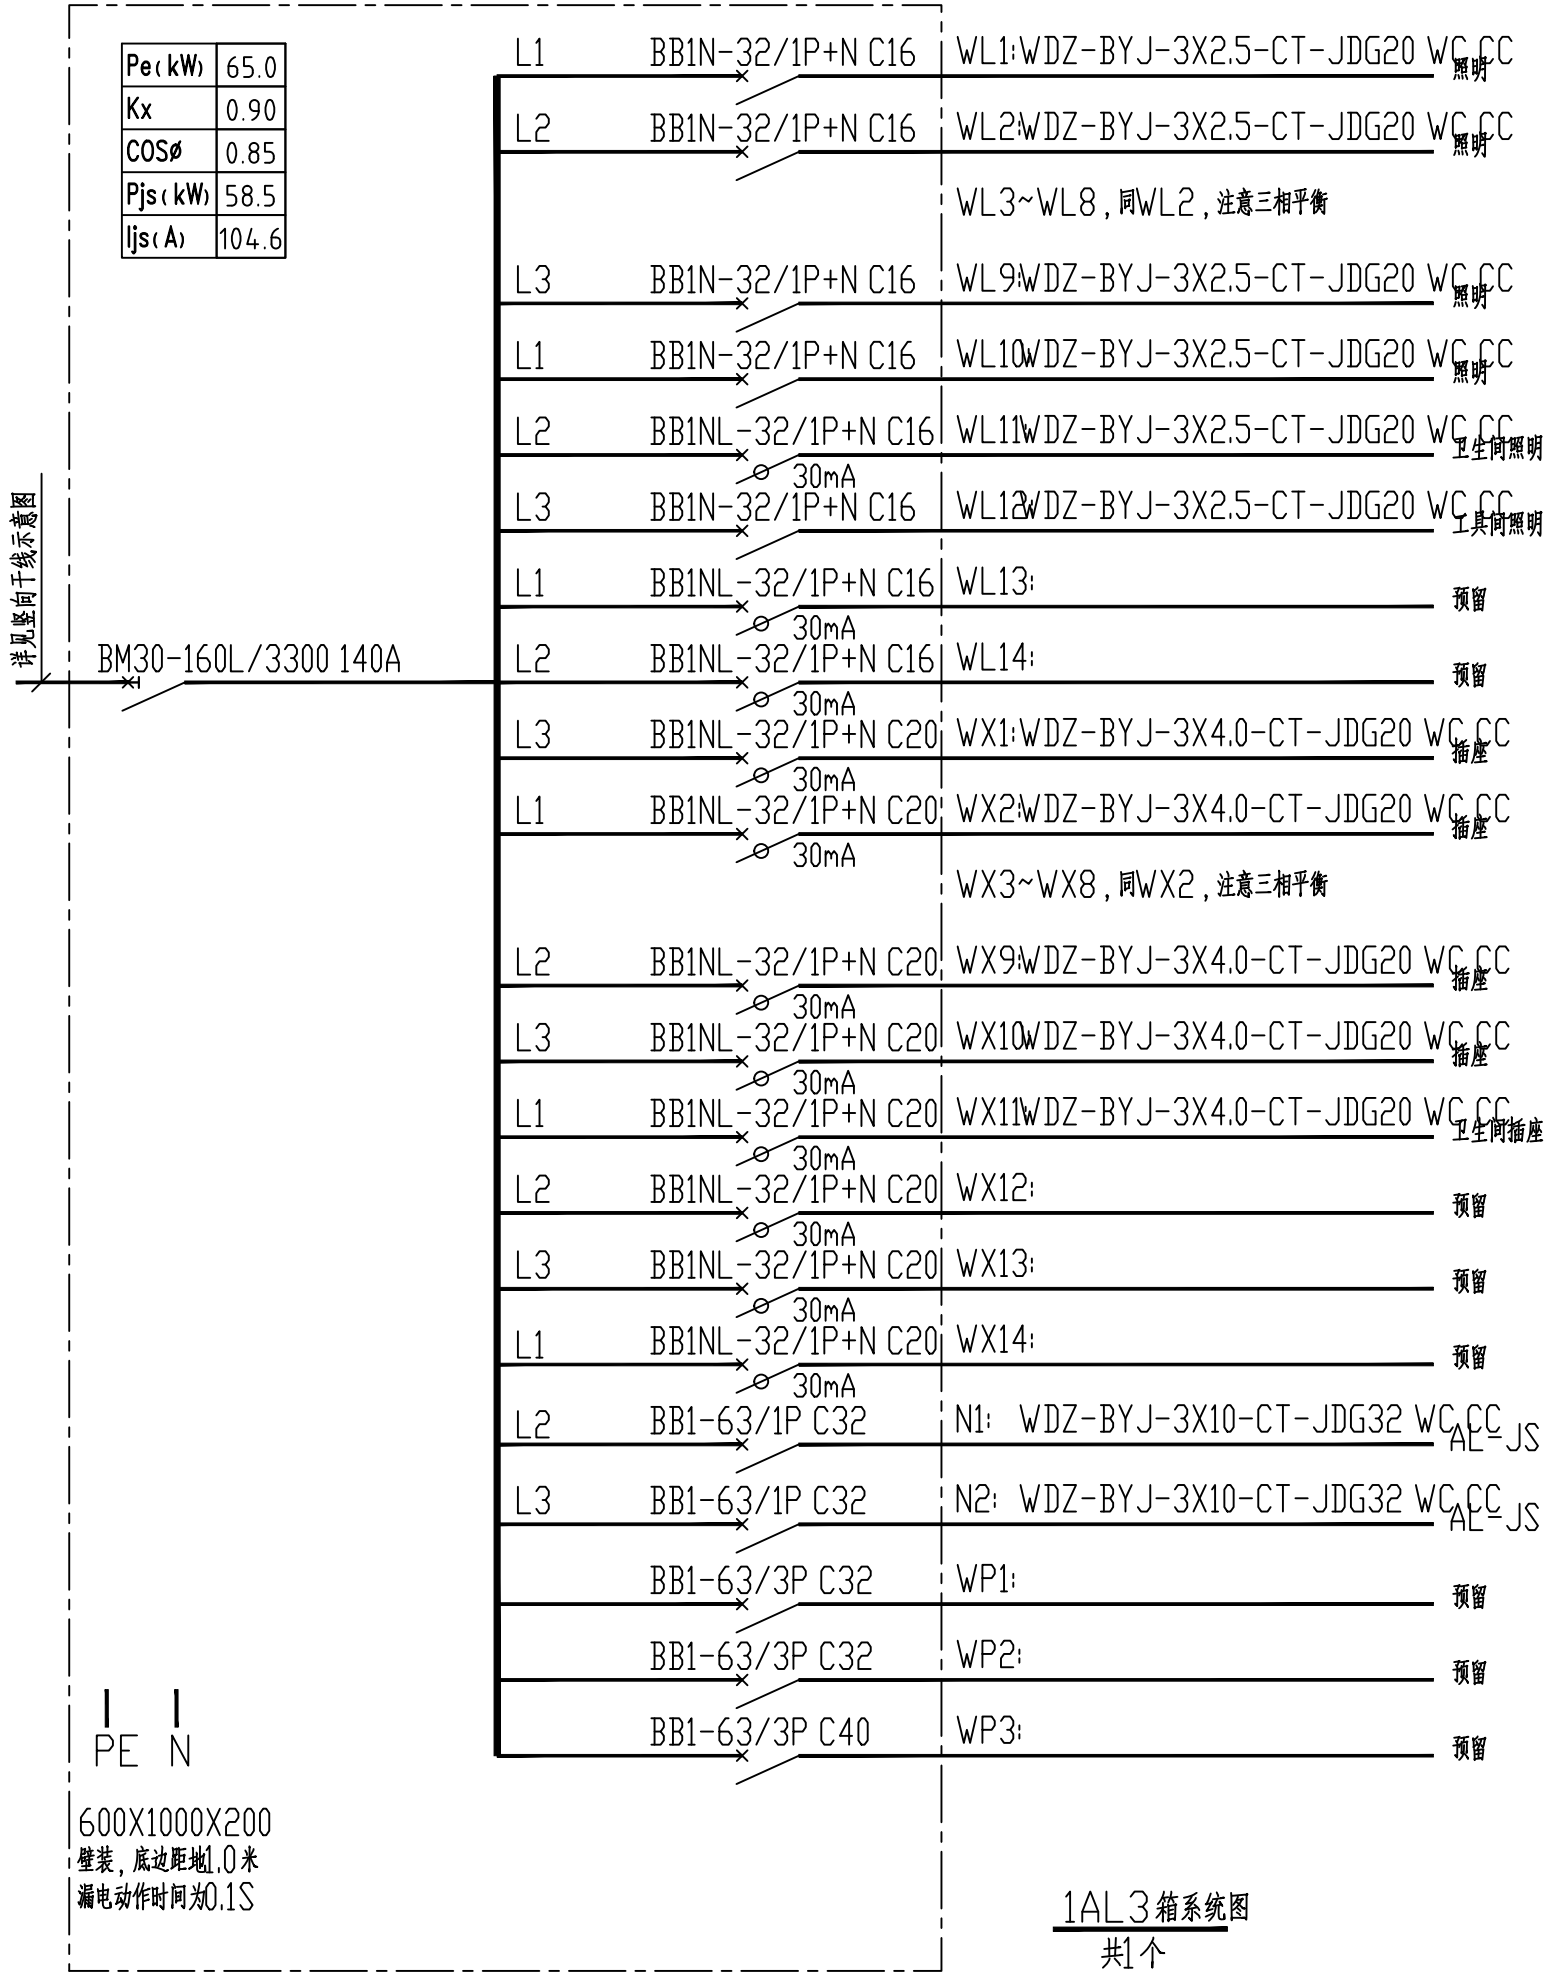 Pe(kW) 65.0
Kx 0.90
COSø 0.85
Pjs(kW) 58.5
Ijs(A) 104.6
详见竖向干线示意图
BM30-160L/3300 140A
L1 BB1N-32/1P+N C16 WL1: WDZ-BYJ-3X2.5-CT-JDG20 WC CC 照明
L2 BB1N-32/1P+N C16 WL2: WDZ-BYJ-3X2.5-CT-JDG20 WC CC 照明
WL3~WL8,同WL2,注意三相平衡
L3 BB1N-32/1P+N C16 WL9: WDZ-BYJ-3X2.5-CT-JDG20 WC CC 照明
L1 BB1N-32/1P+N C16 WL10: WDZ-BYJ-3X2.5-CT-JDG20 WC CC 照明
L2 BB1NL-32/1P+N C16 WL11: WDZ-BYJ-3X2.5-CT-JDG20 WC CC 卫生间照明
30mA
L3 BB1N-32/1P+N C16 WL12: WDZ-BYJ-3X2.5-CT-JDG20 WC CC 工具间照明
L1 BB1NL-32/1P+N C16 WL13: 预留
30mA
L2 BB1NL-32/1P+N C16 WL14: 预留
30mA
L3 BB1NL-32/1P+N C20 WX1: WDZ-BYJ-3X4.0-CT-JDG20 WC CC 插座
30mA
L1 BB1NL-32/1P+N C20 WX2: WDZ-BYJ-3X4.0-CT-JDG20 WC CC 插座
30mA
WX3~WX8,同WX2,注意三相平衡
L2 BB1NL-32/1P+N C20 WX9: WDZ-BYJ-3X4.0-CT-JDG20 WC CC 插座
30mA
L3 BB1NL-32/1P+N C20 WX10: WDZ-BYJ-3X4.0-CT-JDG20 WC CC 插座
30mA
L1 BB1NL-32/1P+N C20 WX11: WDZ-BYJ-3X4.0-CT-JDG20 WC CC 卫生间插座
30mA
L2 BB1NL-32/1P+N C20 WX12: 预留
30mA
L3 BB1NL-32/1P+N C20 WX13: 预留
30mA
L1 BB1NL-32/1P+N C20 WX14: 预留
30mA
L2 BB1-63/1P C32 N1: WDZ-BYJ-3X10-CT-JDG32 WC CC AL-JS
L3 BB1-63/1P C32 N2: WDZ-BYJ-3X10-CT-JDG32 WC CC AL-JS
BB1-63/3P C32 WP1: 预留
BB1-63/3P C32 WP2: 预留
BB1-63/3P C40 WP3: 预留
PE N
600X1000X200
壁装,底边距地1.0米
漏电动作时间为0.1S
1AL3箱系统图
共1个